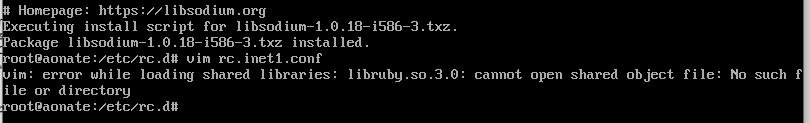 # Homepage: https://libsodium.org
Executing install script for libsodium-1.0.18-i586-3.txz.
Package libsodium-1.0.18-i586-3.txz installed.
root@aonate:/etc/rc.d# vim rc.inet1.conf
vim: error while loading shared libraries: libruby.so.3.0: cannot open shared object file: No such f
ile or directory
root@aonate:/etc/rc.d#